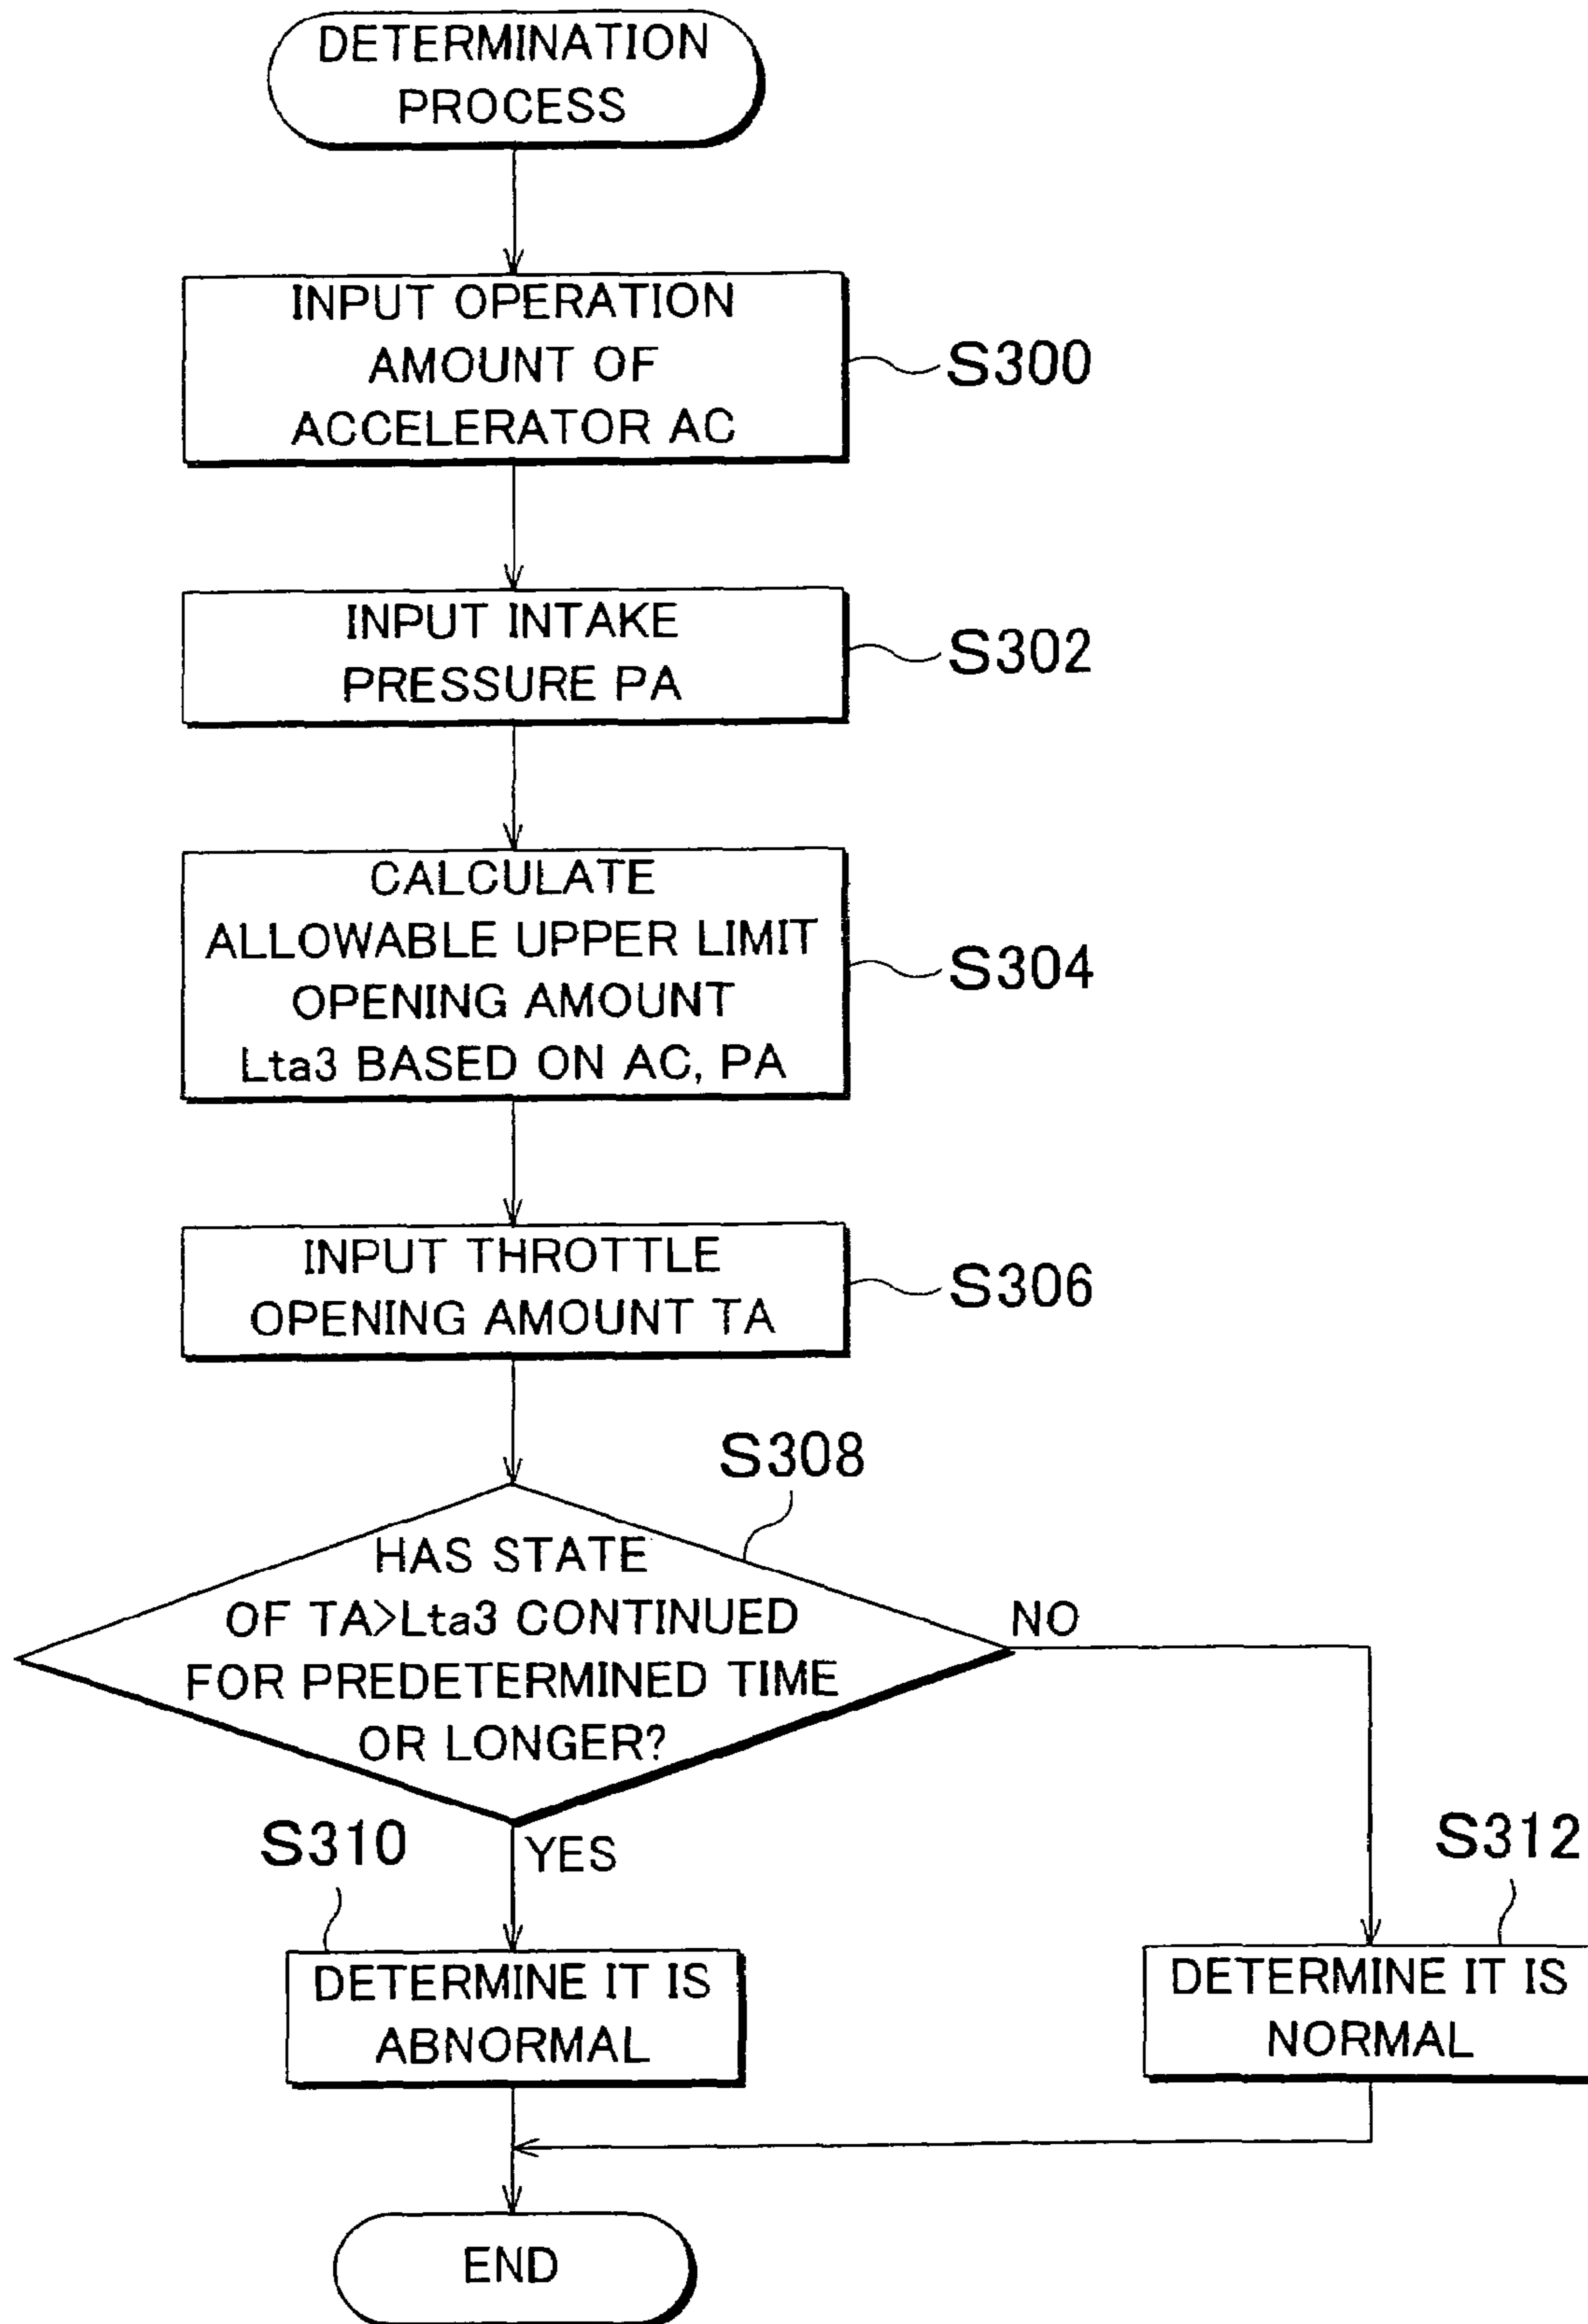 DETERMINATION
PROCESS
INPUT OPERATION
AMOUNT OF
ACCELERATOR AC
S300
INPUT INTAKE
PRESSURE PA
S302
CALCULATE
ALLOWABLE UPPER LIMIT
OPENING AMOUNT
Lta3 BASED ON AC, PA
S304
INPUT THROTTLE
OPENING AMOUNT TA
S306
S308
HAS STATE
OF TA>Lta3 CONTINUED
FOR PREDETERMINED TIME
OR LONGER?
NO
YES
S310
DETERMINE IT IS
ABNORMAL
S312
DETERMINE IT IS
NORMAL
END